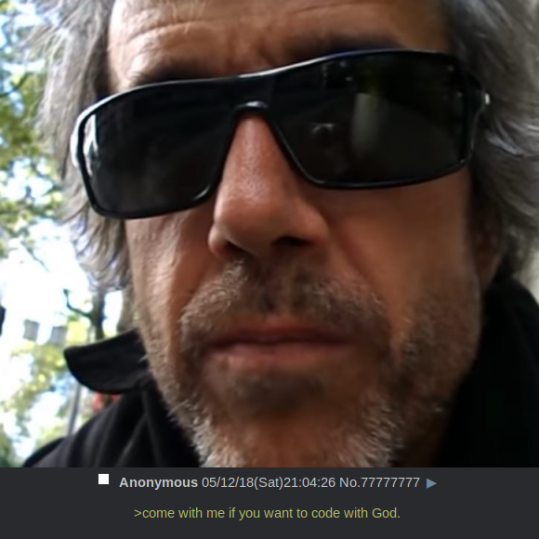 Anonymous 05/12/18(Sat)21:04:26 No.77777777 ▶
>come with me if you want to code with God.